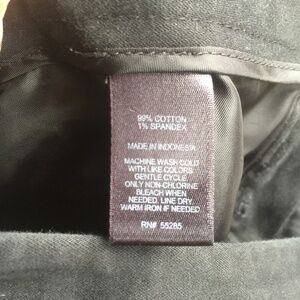 99% COTTON
1% SPANDEX
MADE IN INDONESIA
MACHINE WASH COLD
WITH LIKE COLORS
GENTLE CYCLE
ONLY NON-CHLORINE
BLEACH WHEN
NEEDED. LINE DRY.
WARM IRON IF NEEDED
RN# 55285